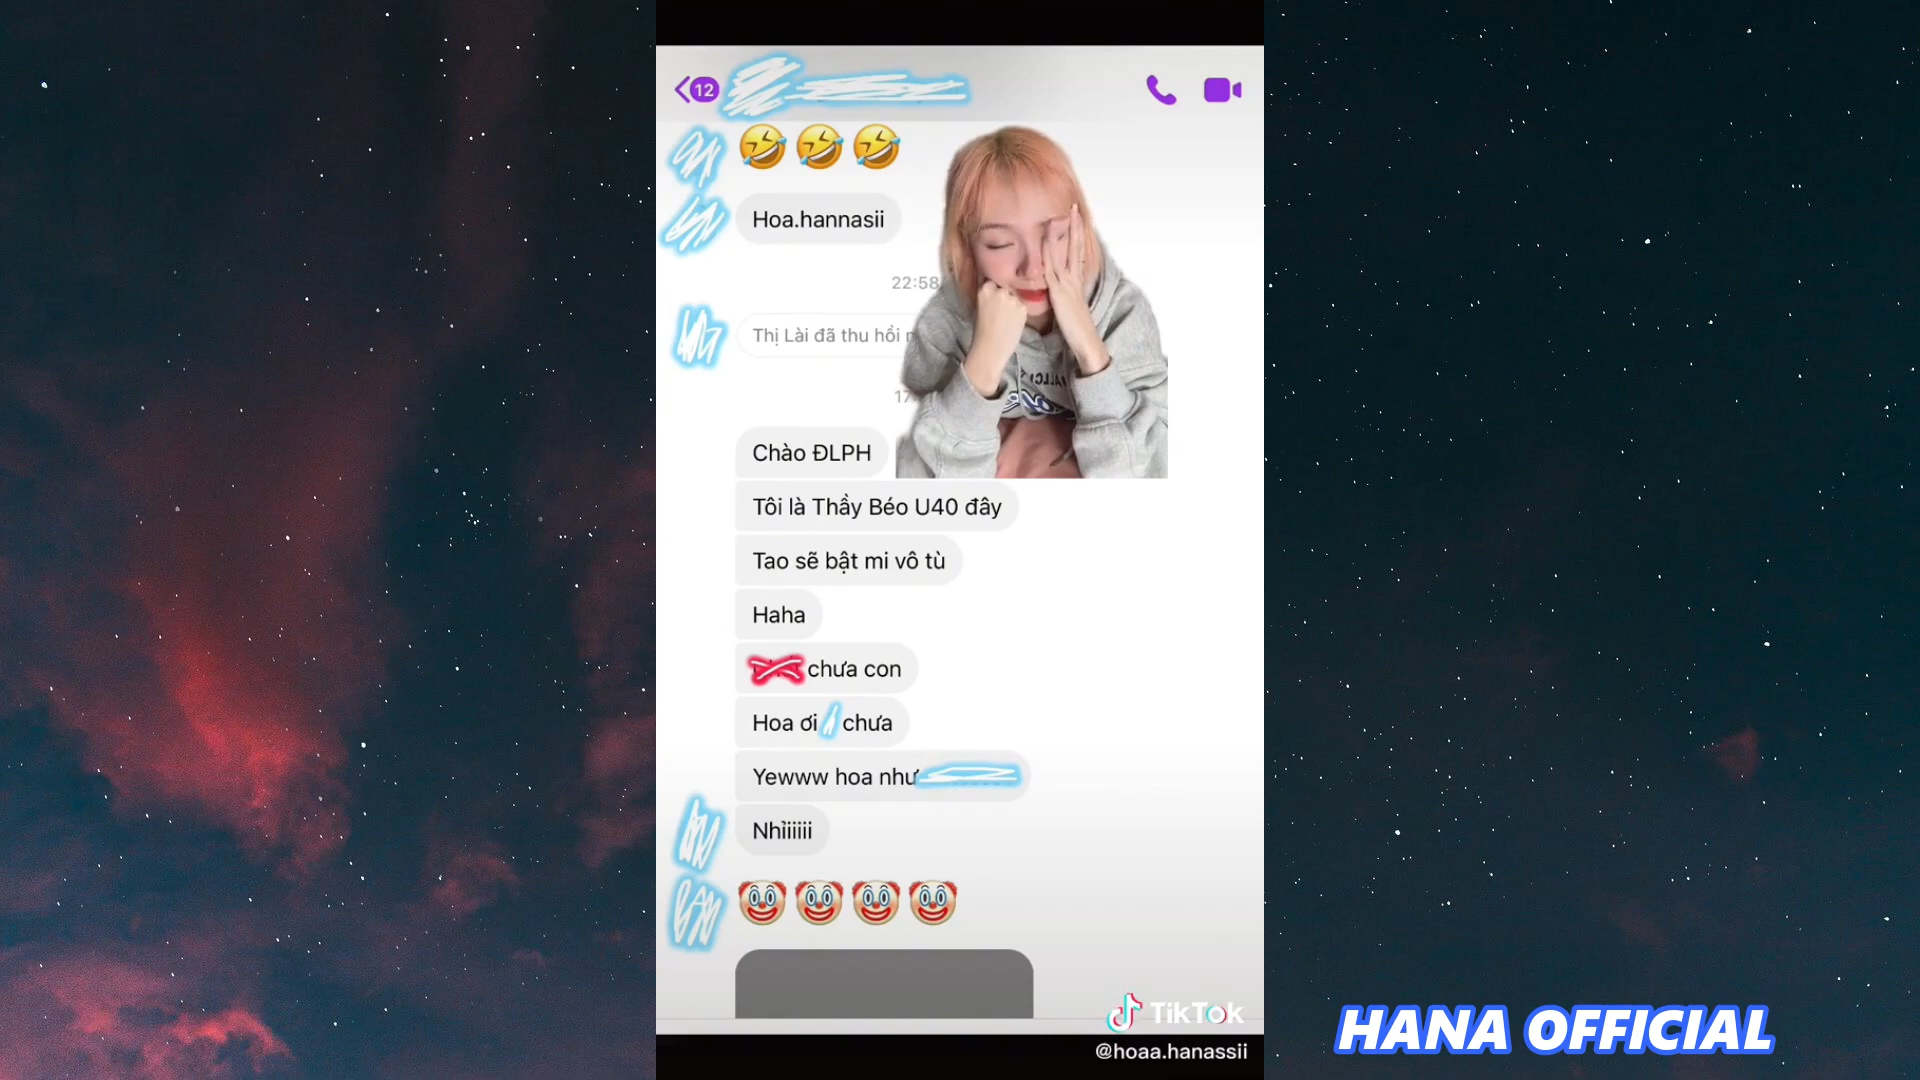 12
Hoa.hannasii
22:58
Thị Lài đã thu hồi
17
Chào ĐLPH
Tôi là Thầy Béo U40 đây
Tao sẽ bật mi vô tù
Haha
chưa con
Hoa ơi chưa
Yewww hoa như
Nhỉiiiii
TikTok
@hoaa.hanassii
HANA OFFICIAL